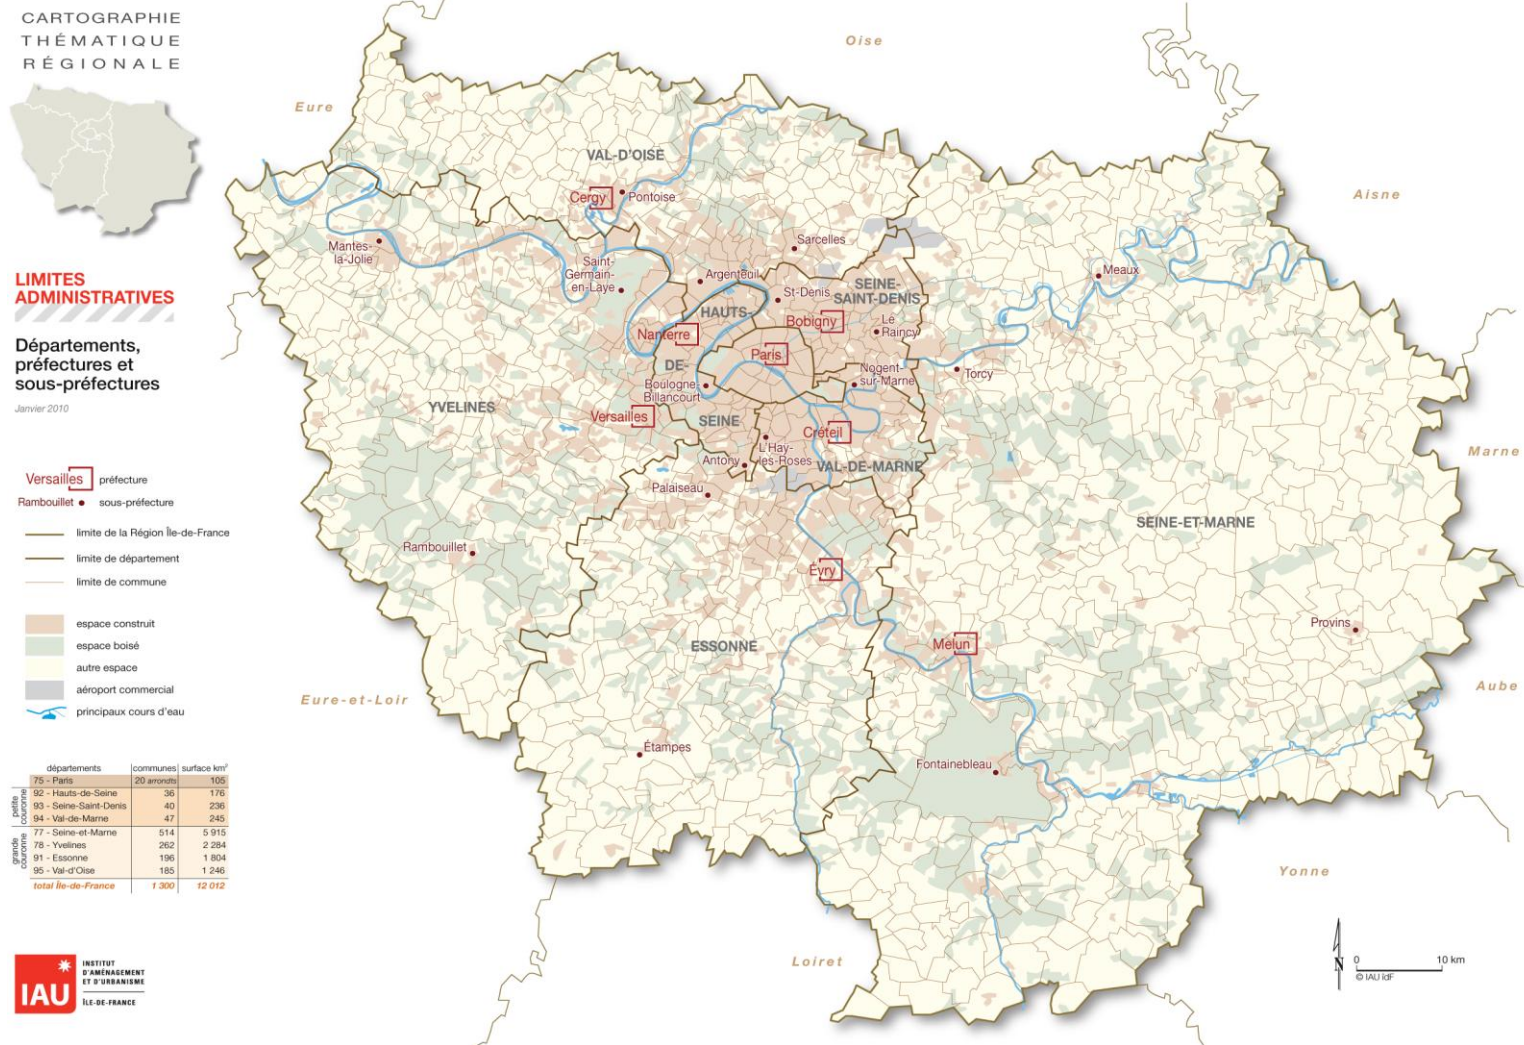 CARTOGRAPHIE
THÉMATIQUE
RÉGIONALE
LIMITES
ADMINISTRATIVES
Départements,
préfectures et
sous-préfectures
Janvier 2010
Versailles préfecture
Rambouillet sous-préfecture
limite de la Région Île-de-France
limite de département
limite de commune
espace construit
espace boisé
autre espace
aéroport commercial
principaux cours d'eau
départements communes surface km²
75 - Paris 20 arrondts 105
petite
couronne
92 - Hauts-de-Seine 36 176
93 - Seine-Saint-Denis 40 236
94 - Val-de-Marne 47 245
grande
couronne
77 - Seine-et-Marne 514 5 915
78 - Yvelines 262 2 284
91 - Essonne 196 1 804
95 - Val-d'Oise 185 1 246
total Île-de-France 1 300 12 012
IAU
INSTITUT
D'AMÉNAGEMENT
ET D'URBANISME
ÎLE-DE-FRANCE
Oise
Eure
Aisne
Marne
Aube
Yonne
Loiret
Eure-et-Loir
VAL-D'OISE
Cergy
Pontoise
Mantes-
la-Jolie
Saint-
Germain-
en-Laye
Sarcelles
Argenteuil
St-Denis
SEINE-
SAINT-DENIS
HAUTS-
Bobigny
Le
Raincy
Nanterre
Paris
DE-
Boulogne-
Billancourt
Nogent-
sur-Marne
Torcy
Meaux
YVELINES
Versailles
SEINE
Créteil
L'Hay-
les-Roses
Antony
VAL-DE-MARNE
Palaiseau
SEINE-ET-MARNE
Rambouillet
Évry
ESSONNE
Melun
Provins
Étampes
Fontainebleau
N
0 10 km
© IAU îdF